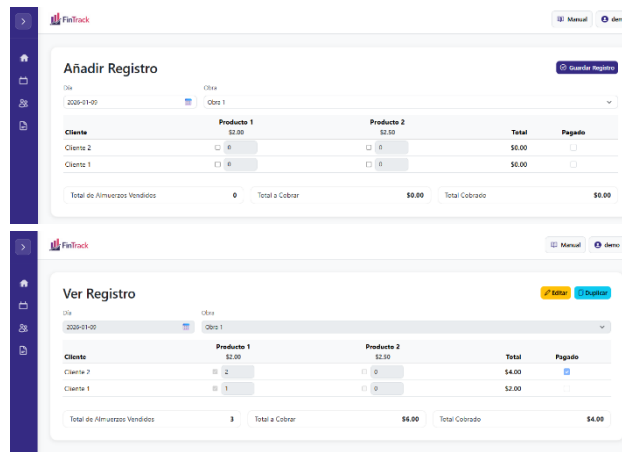 FinTrack
Manual
dem
Añadir Registro
Guardar Registro
Día
Obra
2026-01-09
Obra 1
Producto 1
Producto 2
Cliente
$2.00
$2.50
Total
Pagado
Cliente 2
0
0
$0.00
Cliente 1
0
0
$0.00
Total de Almuerzos Vendidos
0
Total a Cobrar
$0.00
Total Cobrado
$0.00
FinTrack
Manual
demo
Ver Registro
Editar
Duplicar
Día
Obra
2026-01-09
Obra 1
Producto 1
Producto 2
Cliente
$2.00
$2.50
Total
Pagado
Cliente 2
2
0
$4.00
Cliente 1
1
0
$2.00
Total de Almuerzos Vendidos
3
Total a Cobrar
$6.00
Total Cobrado
$4.00